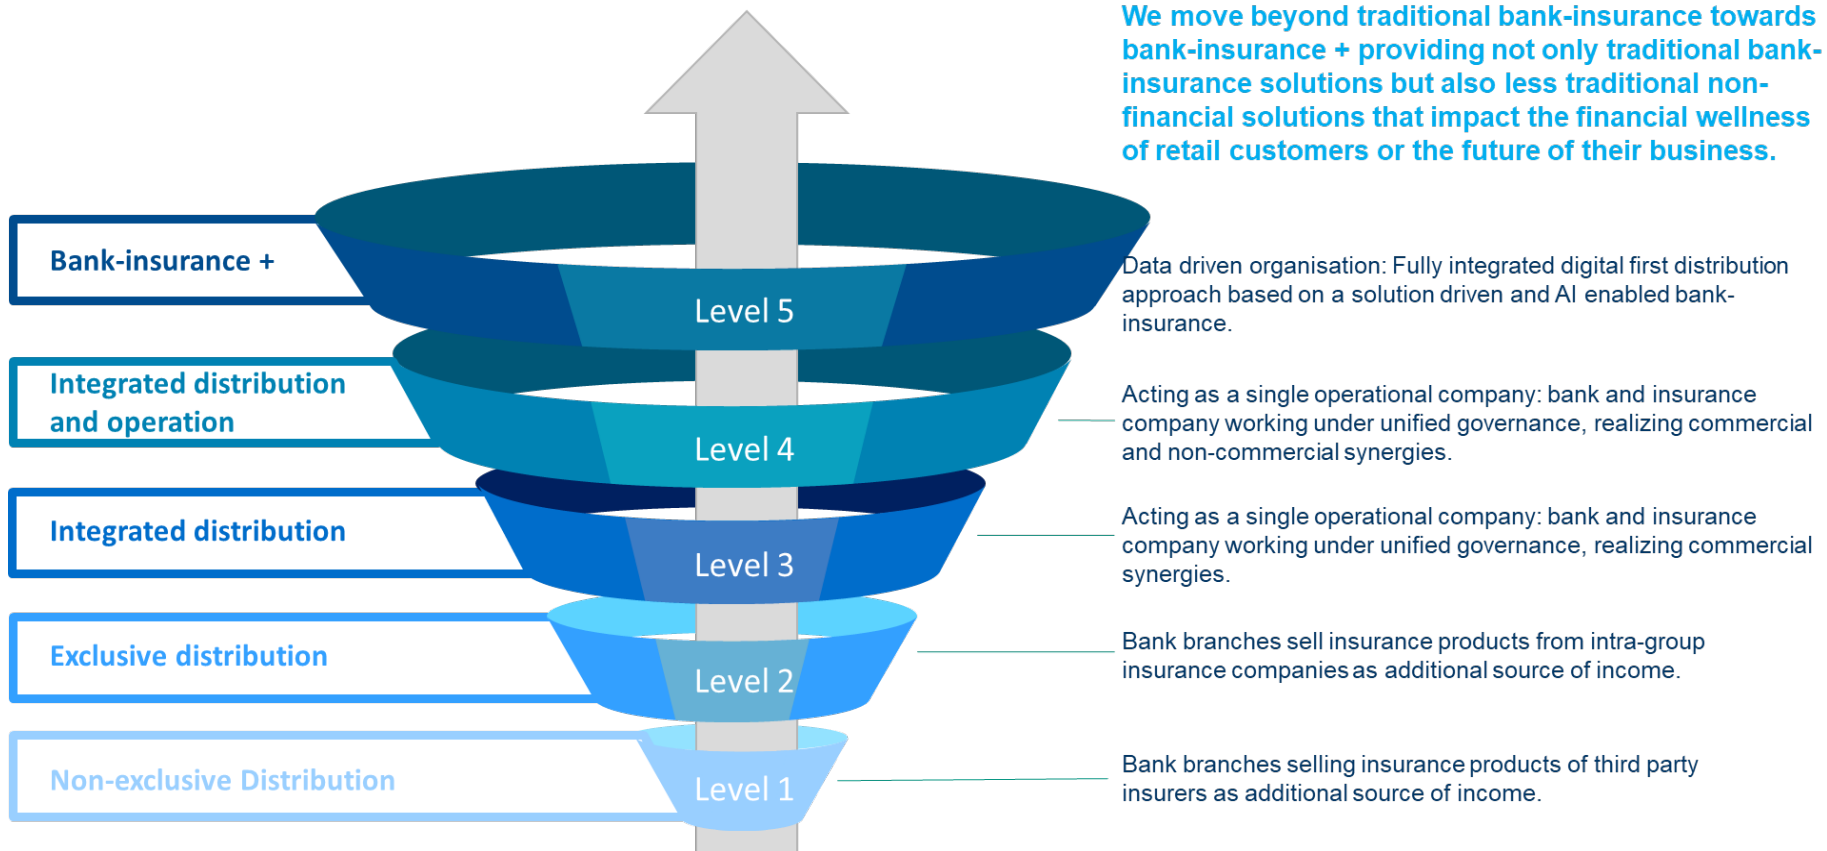 We move beyond traditional bank-insurance towards
bank-insurance + providing not only traditional bank-
insurance solutions but also less traditional non-
financial solutions that impact the financial wellness
of retail customers or the future of their business.
Bank-insurance +
Level 5
Data driven organisation: Fully integrated digital first distribution
approach based on a solution driven and AI enabled bank-
insurance.
Integrated distribution
and operation
Level 4
Acting as a single operational company: bank and insurance
company working under unified governance, realizing commercial
and non-commercial synergies.
Integrated distribution
Level 3
Acting as a single operational company: bank and insurance
company working under unified governance, realizing commercial
synergies.
Exclusive distribution
Level 2
Bank branches sell insurance products from intra-group
insurance companies as additional source of income.
Non-exclusive Distribution
Level 1
Bank branches selling insurance products of third party
insurers as additional source of income.